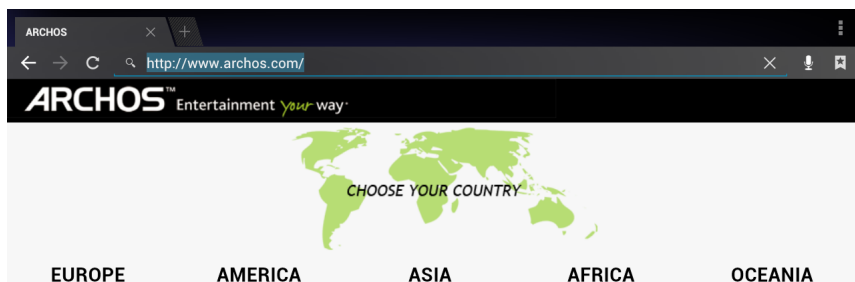 ARCHOS
http://www.archos.com/
ARCHOS™ Entertainment your way·
CHOOSE YOUR COUNTRY
EUROPE AMERICA ASIA AFRICA OCEANIA